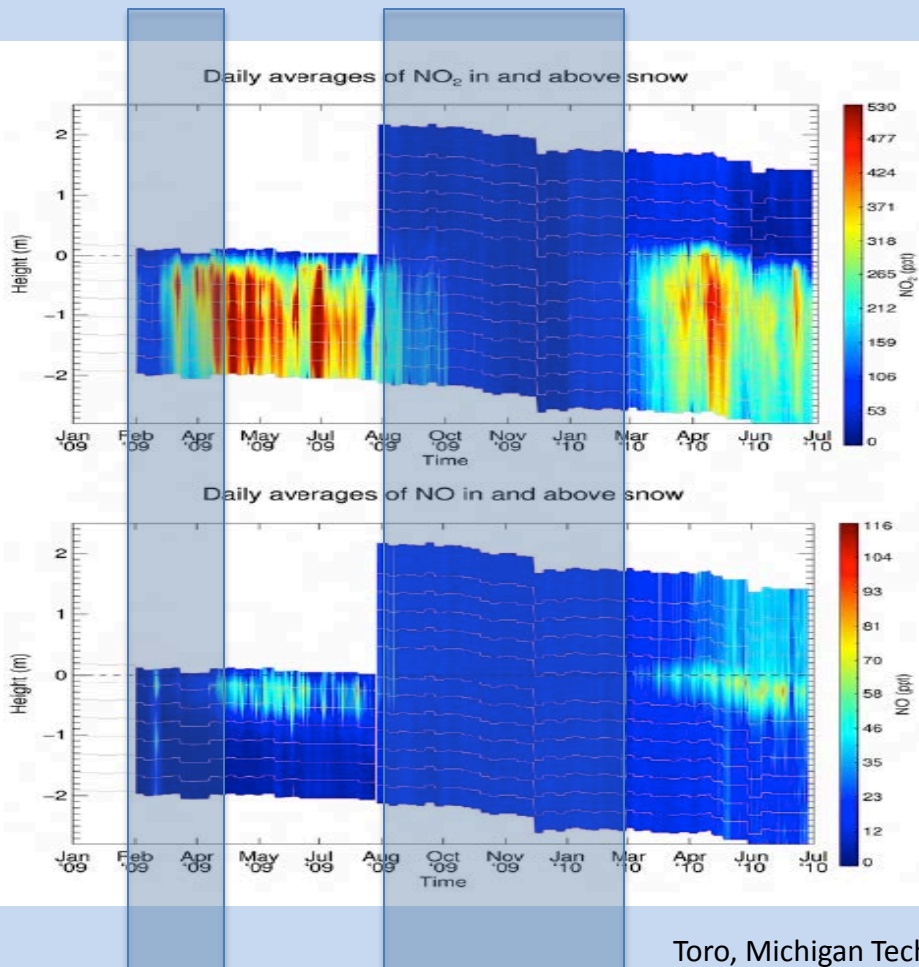 Daily averages of NO₂ in and above snow
Height (m)
2
1
0
−1
−2
Jan '09 Feb '09 Apr '09 May '09 Jul '09 Aug '09 Oct '09 Nov '09 Jan '10 Mar '10 Apr '10 Jun '10 Jul '10
Time
530
477
424
371
318
265
212
159
106
53
0
NO₂ (ppt)
Daily averages of NO in and above snow
Height (m)
2
1
0
−1
−2
Jan '09 Feb '09 Apr '09 May '09 Jul '09 Aug '09 Oct '09 Nov '09 Jan '10 Mar '10 Apr '10 Jun '10 Jul '10
Time
116
104
93
81
70
58
46
35
23
12
0
NO (ppt)
Toro, Michigan Tech